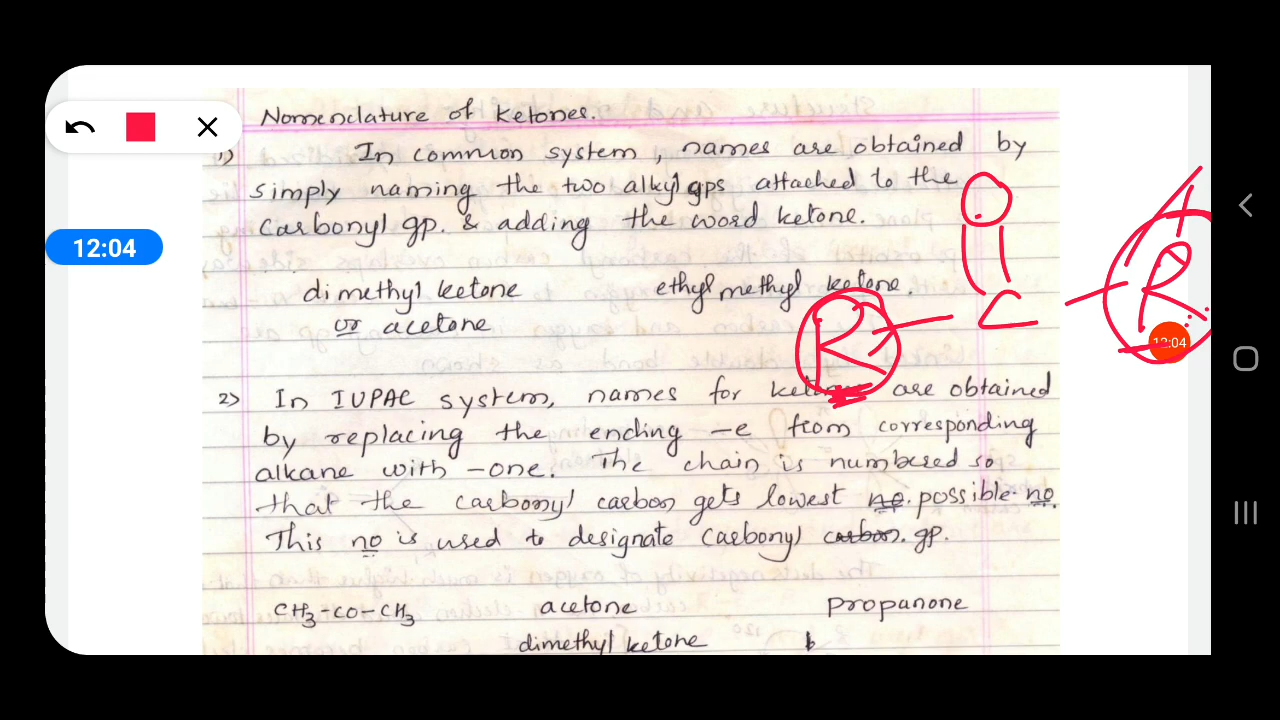 Nomenclature of Ketones.
1) In common system, names are obtained by
simply naming the two alkyl gps attached to the
carbonyl gp. & adding the word ketone.
12:04
dimethyl ketone ethyl methyl ketone.
or acetone
O
R - C - R
12:04
2) In IUPAC system, names for ketones are obtained
by replacing the ending -e from corresponding
alkane with -one. The chain is numbered so
that the carbonyl carbon gets lowest no. possible no.
This no is used to designate carbonyl carbon. gp.
CH3-CO-CH3 acetone propanone
dimethyl ketone